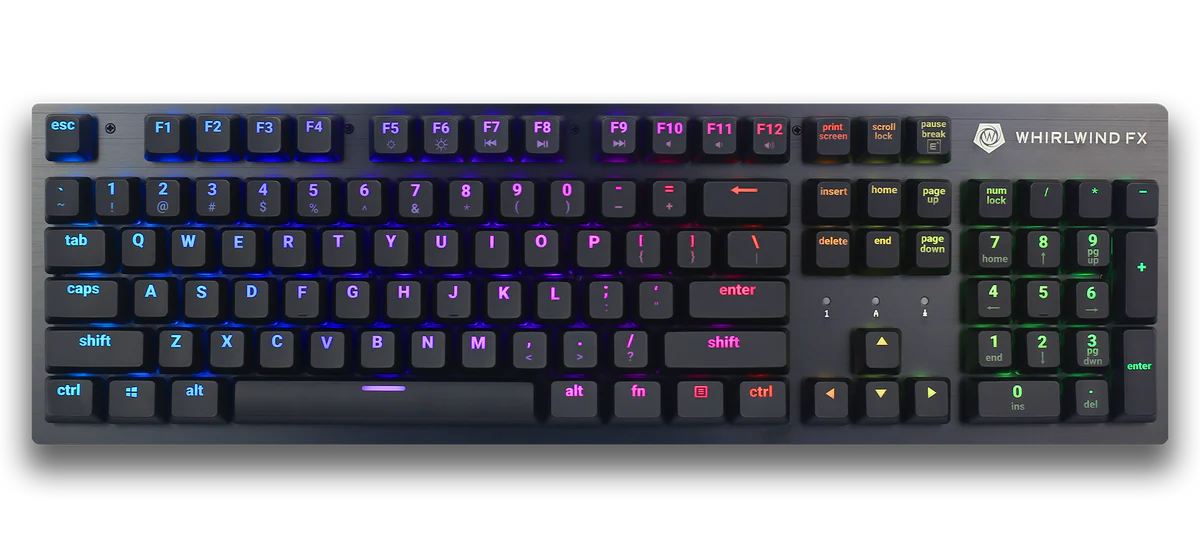 esc F1 F2 F3 F4 F5 F6 F7 F8 F9 F10 F11 F12 print screen scroll lock pause break WHIRLWIND FX
` ~ 1 ! 2 @ 3 # 4 $ 5 % 6 ^ 7 & 8 * 9 ( 0 ) - _ = + ← insert home page up num lock / * -
tab Q W E R T Y U I O P [ { ] } \ | delete end page down 7 home 8 ↑ 9 pg up +
caps A S D F G H J K L ; : ' " enter 4 ← 5 6 →
1 A
shift Z X C V B N M , < . > / ? shift ▲ 1 end 2 ↓ 3 pg dwn enter
ctrl alt alt fn ctrl ◀ ▼ ▶ 0 ins . del